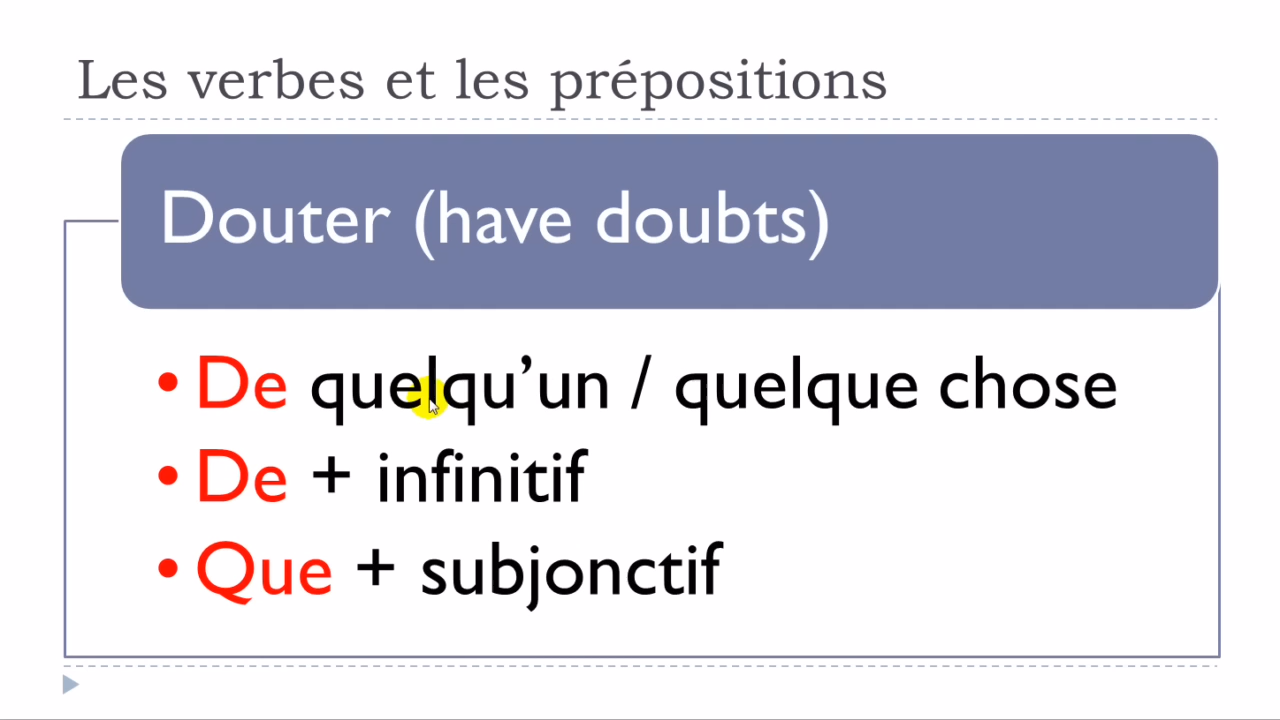 Les verbes et les prépositions
Douter (have doubts)
• De quelqu’un / quelque chose
• De + infinitif
• Que + subjonctif